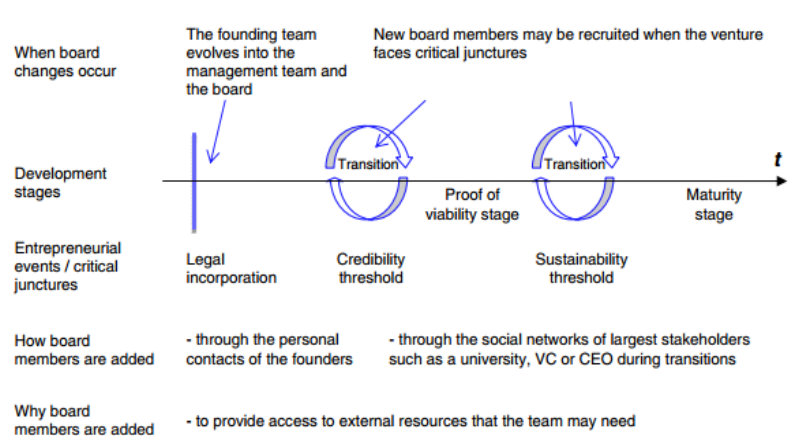 When board
changes occur
The founding team
evolves into the
management team and
the board
New board members may be recruited when the venture
faces critical junctures
Development
stages
Transition
Transition
t
Proof of
viability stage
Maturity
stage
Entrepreneurial
events / critical
junctures
Legal
incorporation
Credibility
threshold
Sustainability
threshold
How board
members are added
- through the personal
contacts of the founders
- through the social networks of largest stakeholders
such as a university, VC or CEO during transitions
Why board
members are added
- to provide access to external resources that the team may need